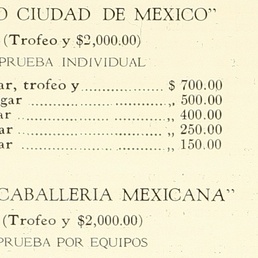 O CIUDAD DE MEXICO”
(Trofeo y $2,000.00)
PRUEBA INDIVIDUAL
ar, trofeo y ............... $ 700.00
gar ........................ „ 500.00
ar ......................... „ 400.00
ar ......................... „ 250.00
ar ......................... „ 150.00
CABALLERIA MEXICANA”
(Trofeo y $2,000.00)
PRUEBA POR EQUIPOS